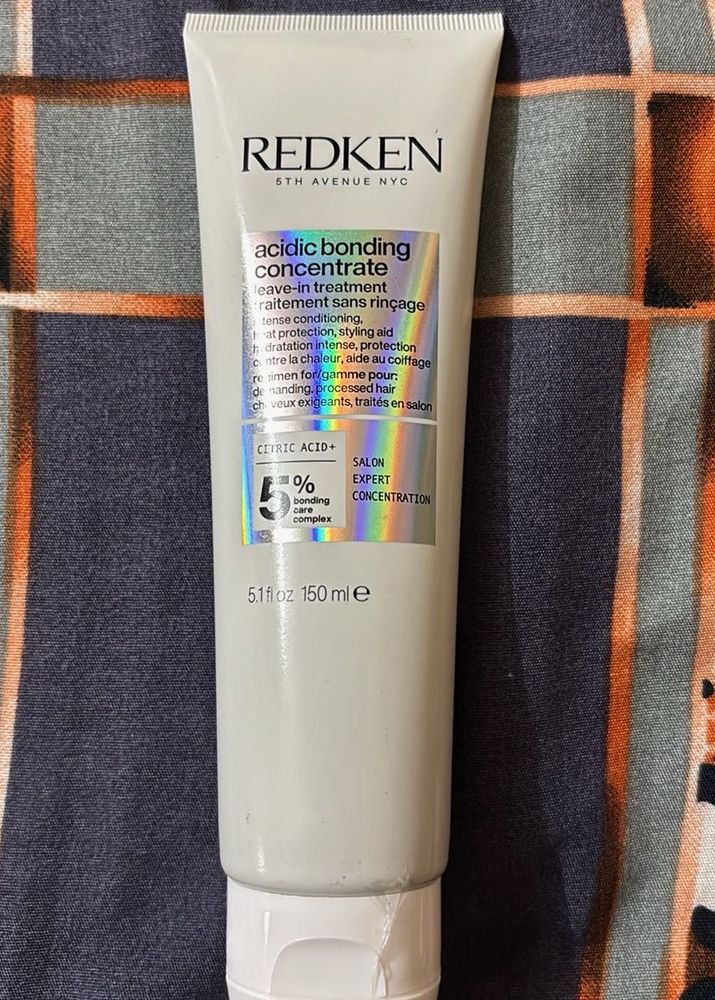 REDKEN
5TH AVENUE NYC
acidic bonding
concentrate
leave-in treatment
traitement sans rinçage
intense conditioning,
heat protection, styling aid
hydratation intense, protection
contre la chaleur, aide au coiffage
regimen for/gamme pour:
demanding, processed hair
cheveux exigeants, traités en salon
CITRIC ACID+
5%
bonding
care
complex
SALON
EXPERT
CONCENTRATION
5.1 fl oz 150 ml e